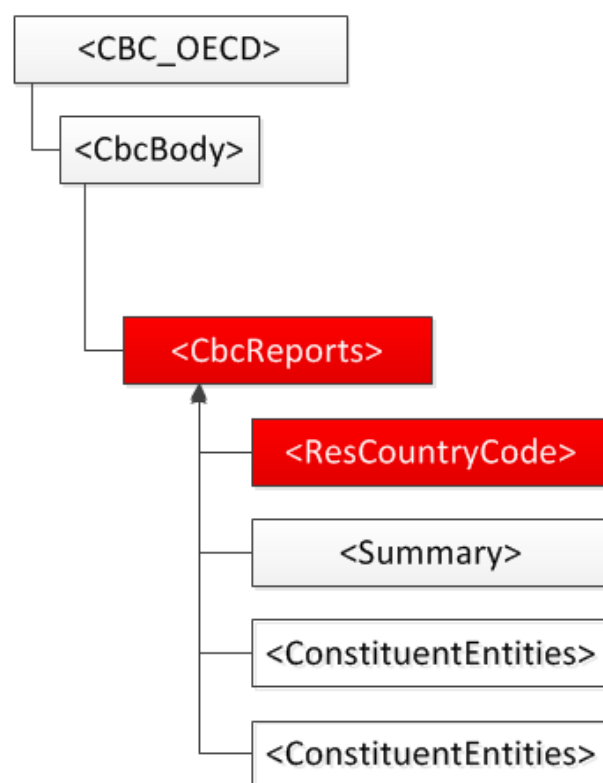 <CBC_OECD>
<CbcBody>
<CbcReports>
<ResCountryCode>
<Summary>
<ConstituentEntities>
<ConstituentEntities>